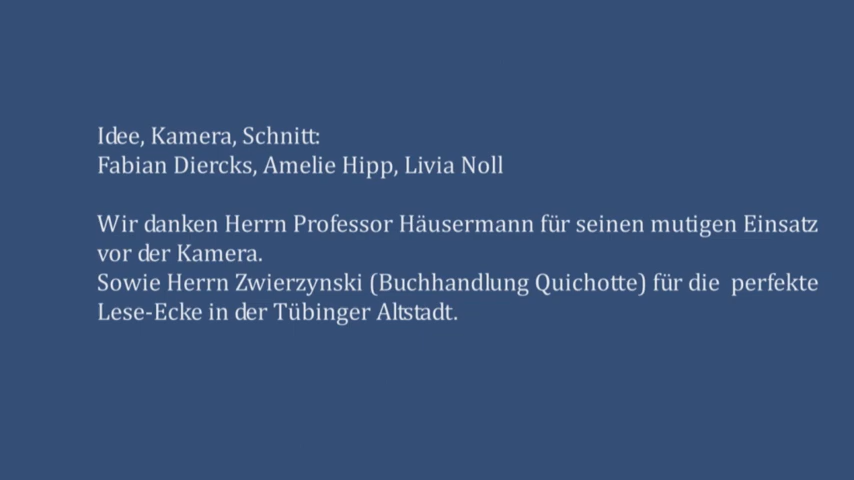 Idee, Kamera, Schnitt:
Fabian Diercks, Amelie Hipp, Livia Noll
Wir danken Herrn Professor Häusermann für seinen mutigen Einsatz
vor der Kamera.
Sowie Herrn Zwierzynski (Buchhandlung Quichotte) für die perfekte
Lese-Ecke in der Tübinger Altstadt.